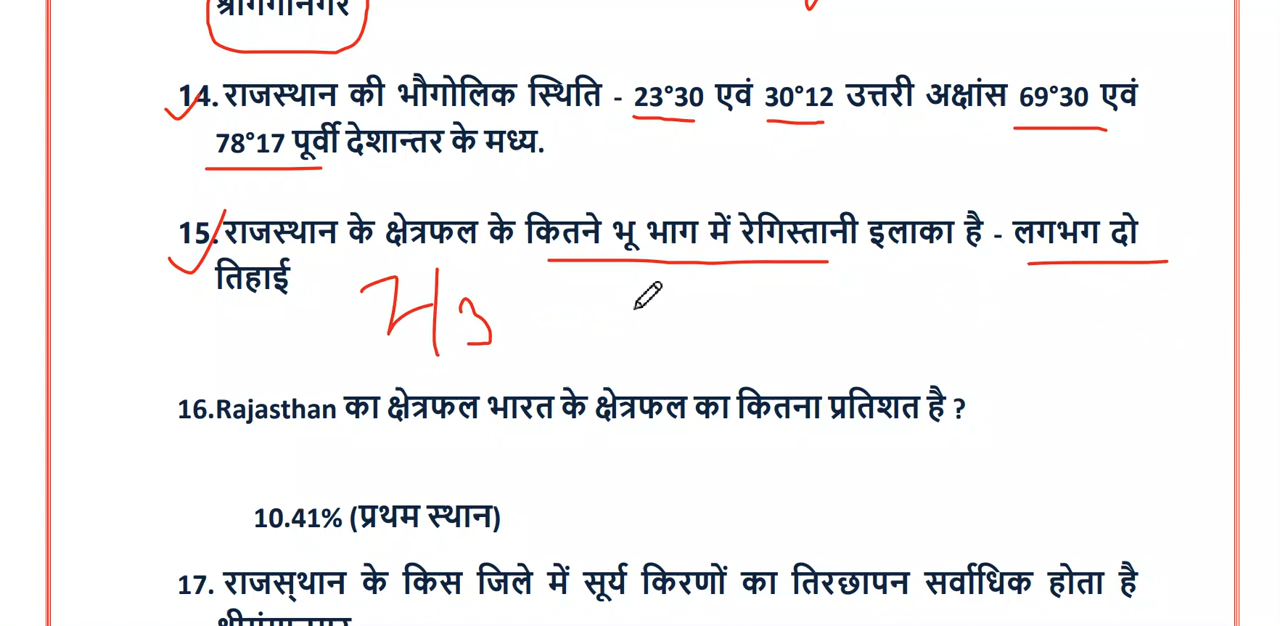 श्रीगंगानगर
14. राजस्थान की भौगोलिक स्थिति - 23°30 एवं 30°12 उत्तरी अक्षांस 69°30 एवं
78°17 पूर्वी देशान्तर के मध्य.
15. राजस्थान के क्षेत्रफल के कितने भू भाग में रेगिस्तानी इलाका है - लगभग दो
तिहाई
2/3
16.Rajasthan का क्षेत्रफल भारत के क्षेत्रफल का कितना प्रतिशत है ?
10.41% (प्रथम स्थान)
17. राजस्थान के किस जिले में सूर्य किरणों का तिरछापन सर्वाधिक होता है